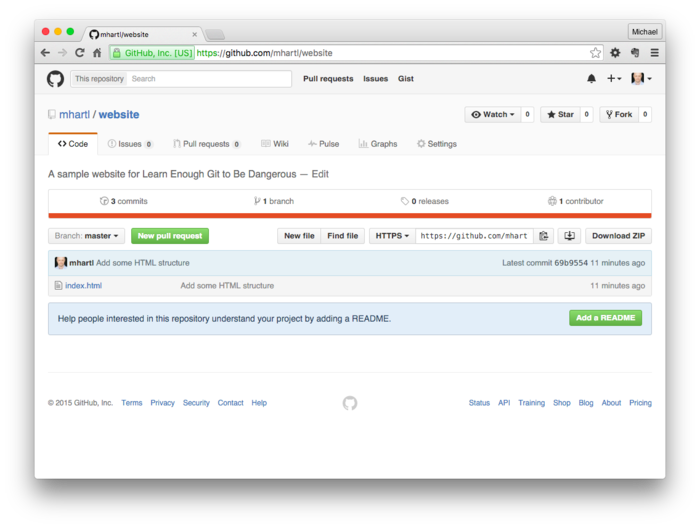 mhartl/website
Michael
GitHub, Inc. [US] https://github.com/mhartl/website
This repository Search Pull requests Issues Gist
mhartl / website Watch 0 Star 0 Fork 0
Code Issues 0 Pull requests 0 Wiki Pulse Graphs Settings
A sample website for Learn Enough Git to Be Dangerous — Edit
3 commits 1 branch 0 releases 1 contributor
Branch: master New pull request New file Find file HTTPS https://github.com/mhart Download ZIP
mhartl Add some HTML structure Latest commit 69b9554 11 minutes ago
index.html Add some HTML structure 11 minutes ago
Help people interested in this repository understand your project by adding a README. Add a README
© 2015 GitHub, Inc. Terms Privacy Security Contact Help Status API Training Shop Blog About Pricing